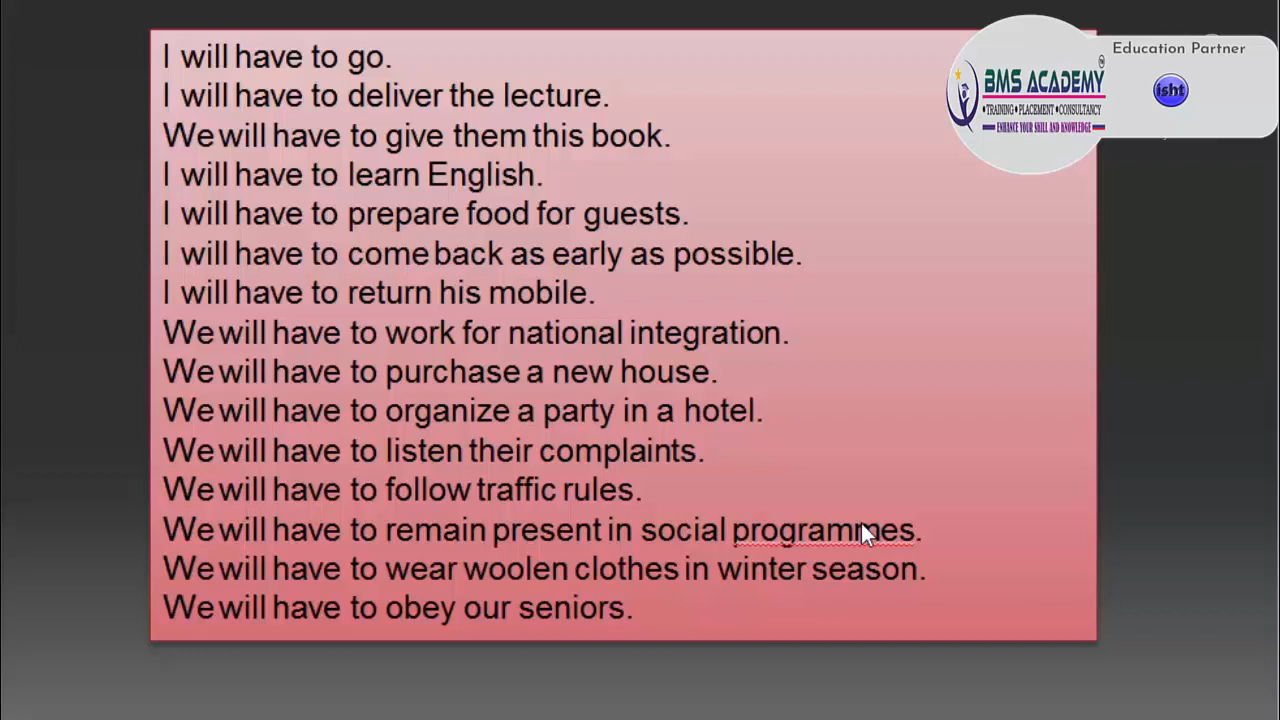 I will have to go.
I will have to deliver the lecture.
We will have to give them this book.
I will have to learn English.
I will have to prepare food for guests.
I will have to come back as early as possible.
I will have to return his mobile.
We will have to work for national integration.
We will have to purchase a new house.
We will have to organize a party in a hotel.
We will have to listen their complaints.
We will have to follow traffic rules.
We will have to remain present in social programmes.
We will have to wear woolen clothes in winter season.
We will have to obey our seniors.
Education Partner
BMS ACADEMY
• TRAINING • PLACEMENT • CONSULTANCY
ENHANCE YOUR SKILL AND KNOWLEDGE
isht